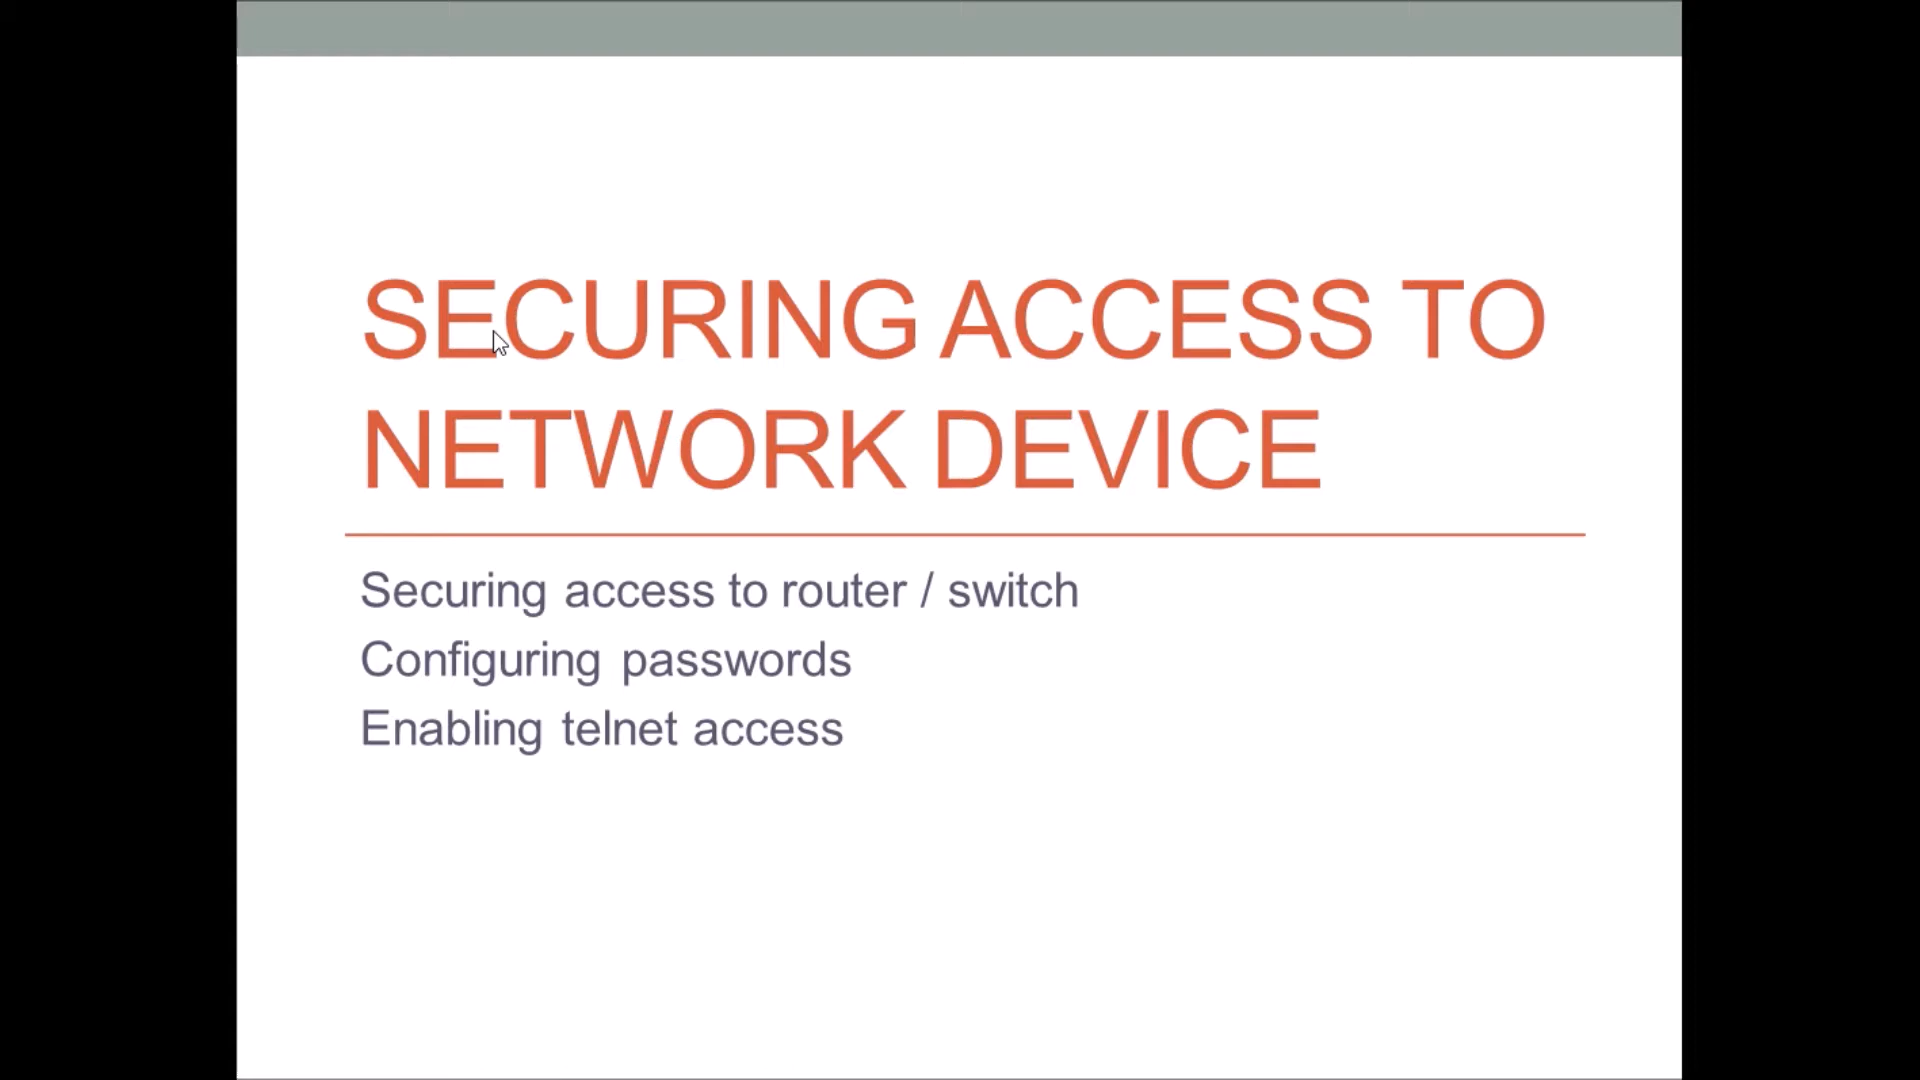 SECURING ACCESS TO
NETWORK DEVICE
Securing access to router / switch
Configuring passwords
Enabling telnet access